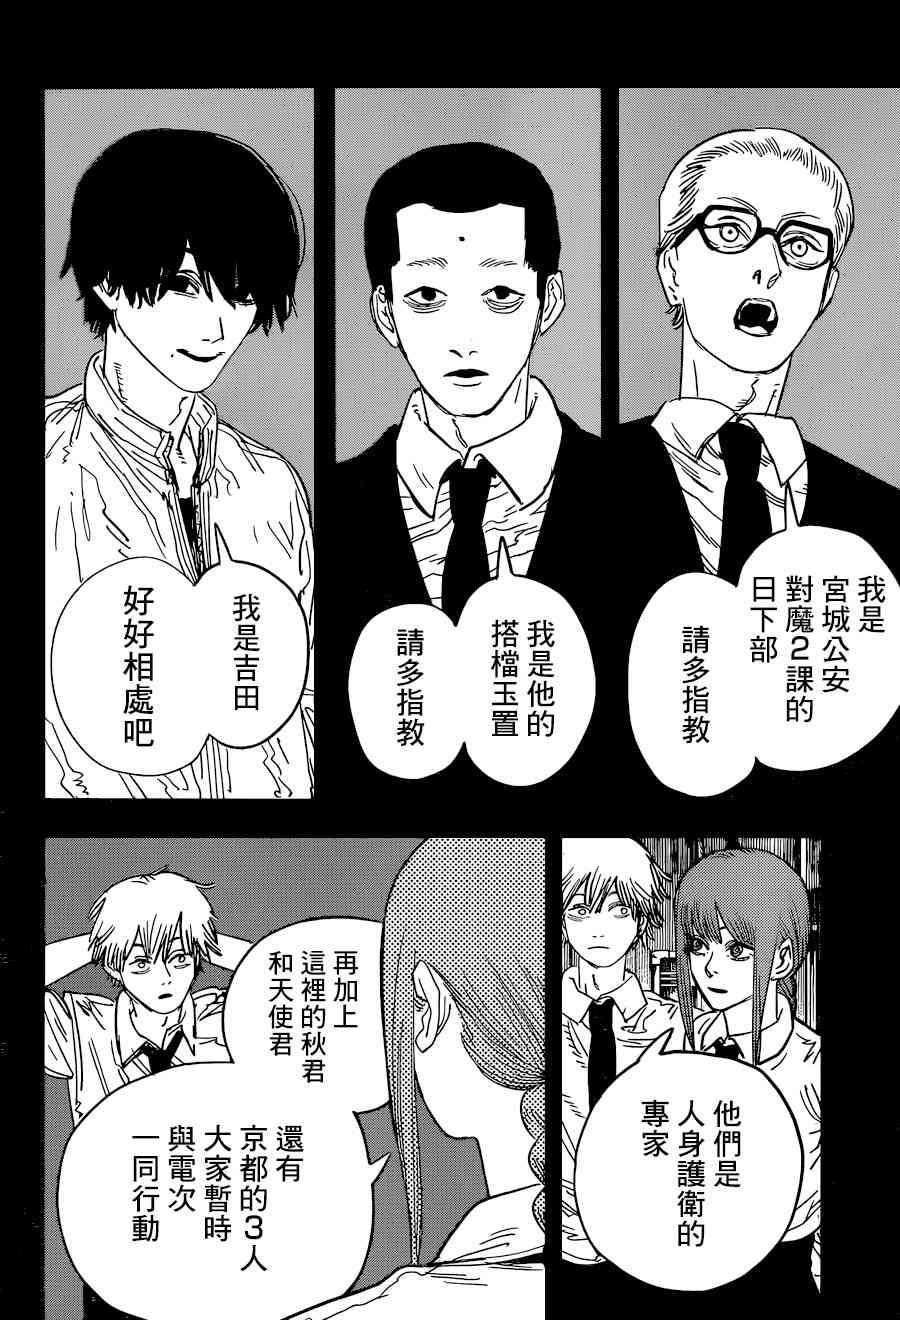 我是
宮城公安
對魔2課的
日下部
請多指教
我是他的
搭檔玉置
請多指教
我是吉田
好好相處吧
他們是
人身護衛的
專家
再加上
這裡的秋君
和天使君
還有
京都的3人
大家暫時
與電次
一同行動